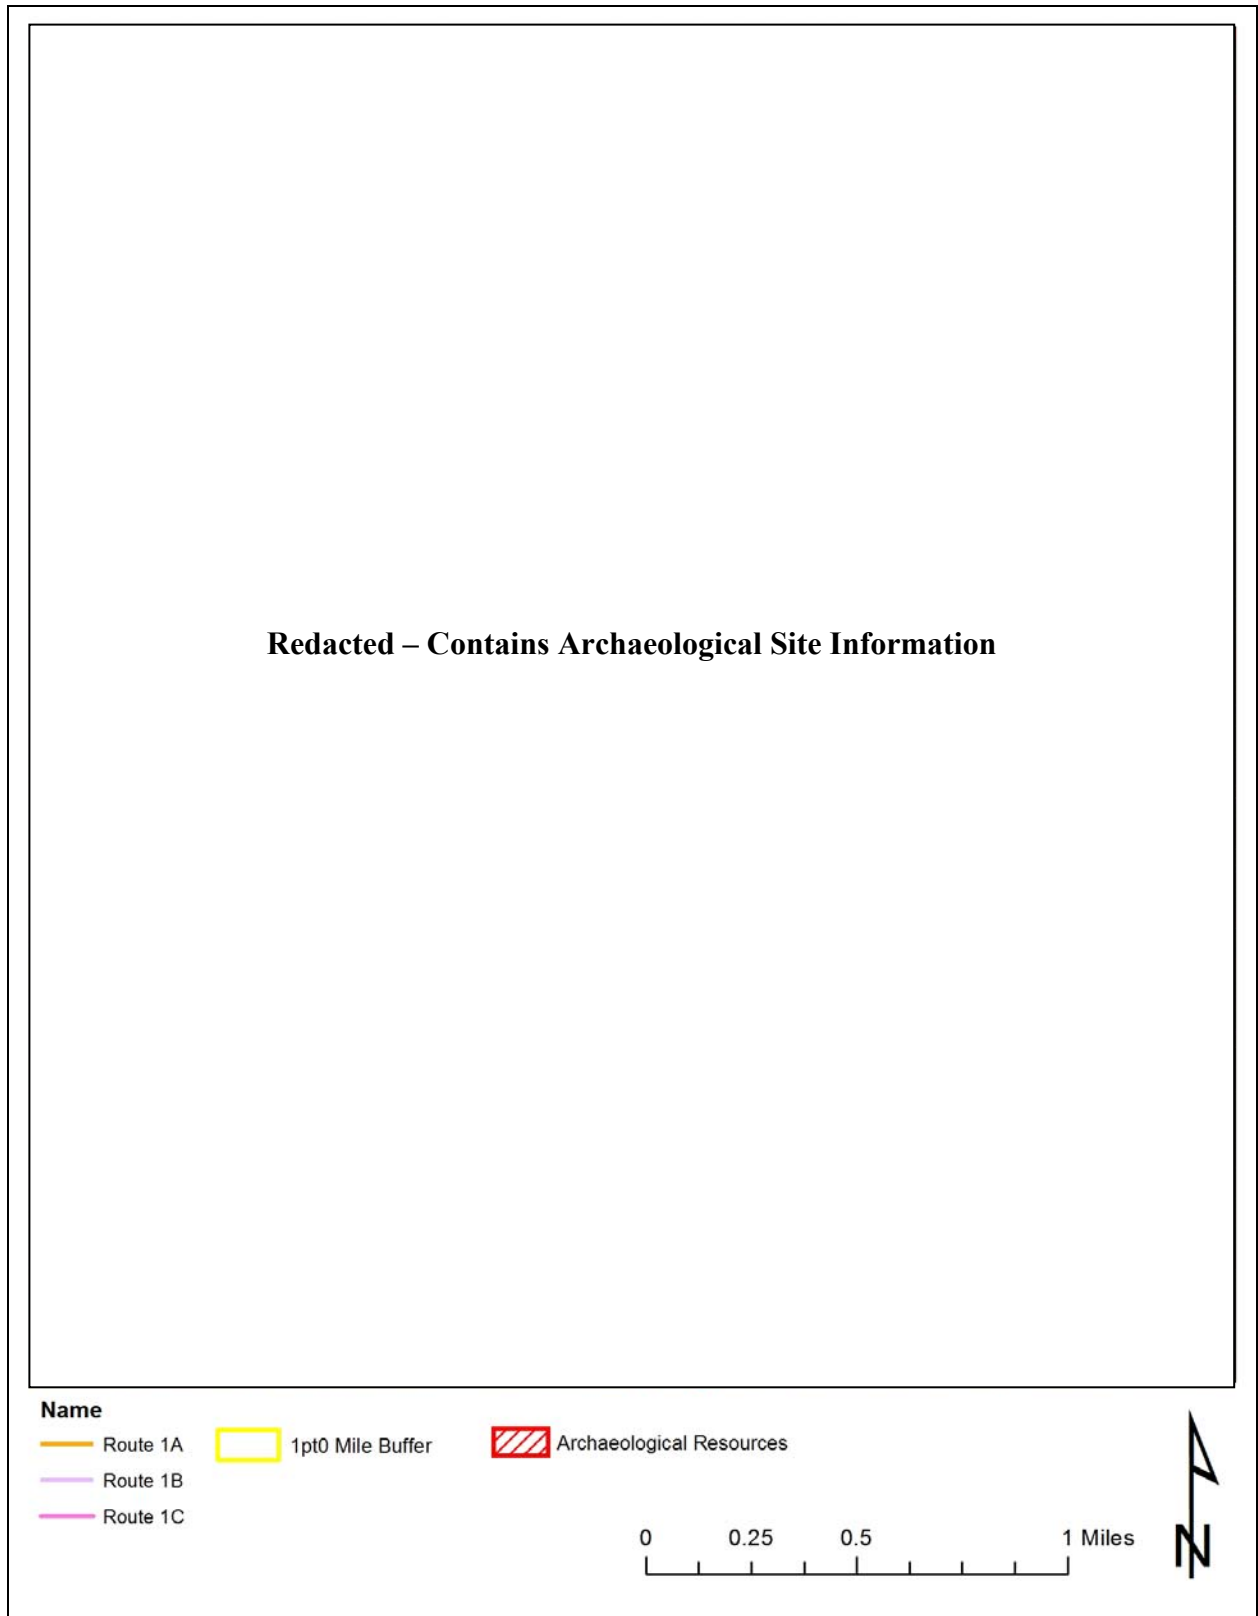 Redacted – Contains Archaeological Site Information
Name
Route 1A
1pt0 Mile Buffer
Archaeological Resources
Route 1B
Route 1C
0 0.25 0.5 1 Miles
N